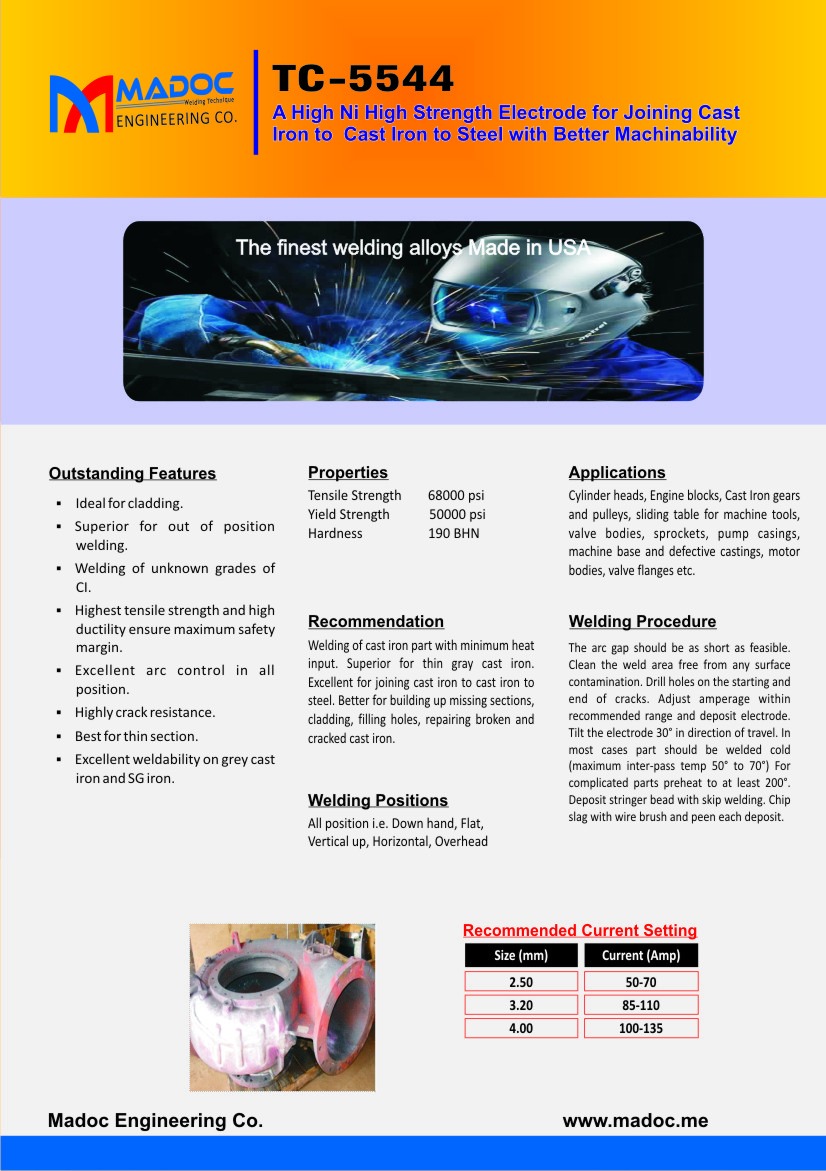 MADOC
Welding Technique
ENGINEERING CO.
TC-5544
A High Ni High Strength Electrode for Joining Cast
Iron to Cast Iron to Steel with Better Machinability
The finest welding alloys Made in USA
optrel
Outstanding Features
▪ Ideal for cladding.
▪ Superior for out of position
welding.
▪ Welding of unknown grades of
CI.
▪ Highest tensile strength and high
ductility ensure maximum safety
margin.
▪ Excellent arc control in all
position.
▪ Highly crack resistance.
▪ Best for thin section.
▪ Excellent weldability on grey cast
iron and SG iron.
Properties
Tensile Strength 68000 psi
Yield Strength 50000 psi
Hardness 190 BHN
Recommendation
Welding of cast iron part with minimum heat
input. Superior for thin gray cast iron.
Excellent for joining cast iron to cast iron to
steel. Better for building up missing sections,
cladding, filling holes, repairing broken and
cracked cast iron.
Welding Positions
All position i.e. Down hand, Flat,
Vertical up, Horizontal, Overhead
Applications
Cylinder heads, Engine blocks, Cast Iron gears
and pulleys, sliding table for machine tools,
valve bodies, sprockets, pump casings,
machine base and defective castings, motor
bodies, valve flanges etc.
Welding Procedure
The arc gap should be as short as feasible.
Clean the weld area free from any surface
contamination. Drill holes on the starting and
end of cracks. Adjust amperage within
recommended range and deposit electrode.
Tilt the electrode 30° in direction of travel. In
most cases part should be welded cold
(maximum inter-pass temp 50° to 70°) For
complicated parts preheat to at least 200°.
Deposit stringer bead with skip welding. Chip
slag with wire brush and peen each deposit.
Recommended Current Setting
Size (mm) Current (Amp)
2.50 50-70
3.20 85-110
4.00 100-135
Madoc Engineering Co. www.madoc.me